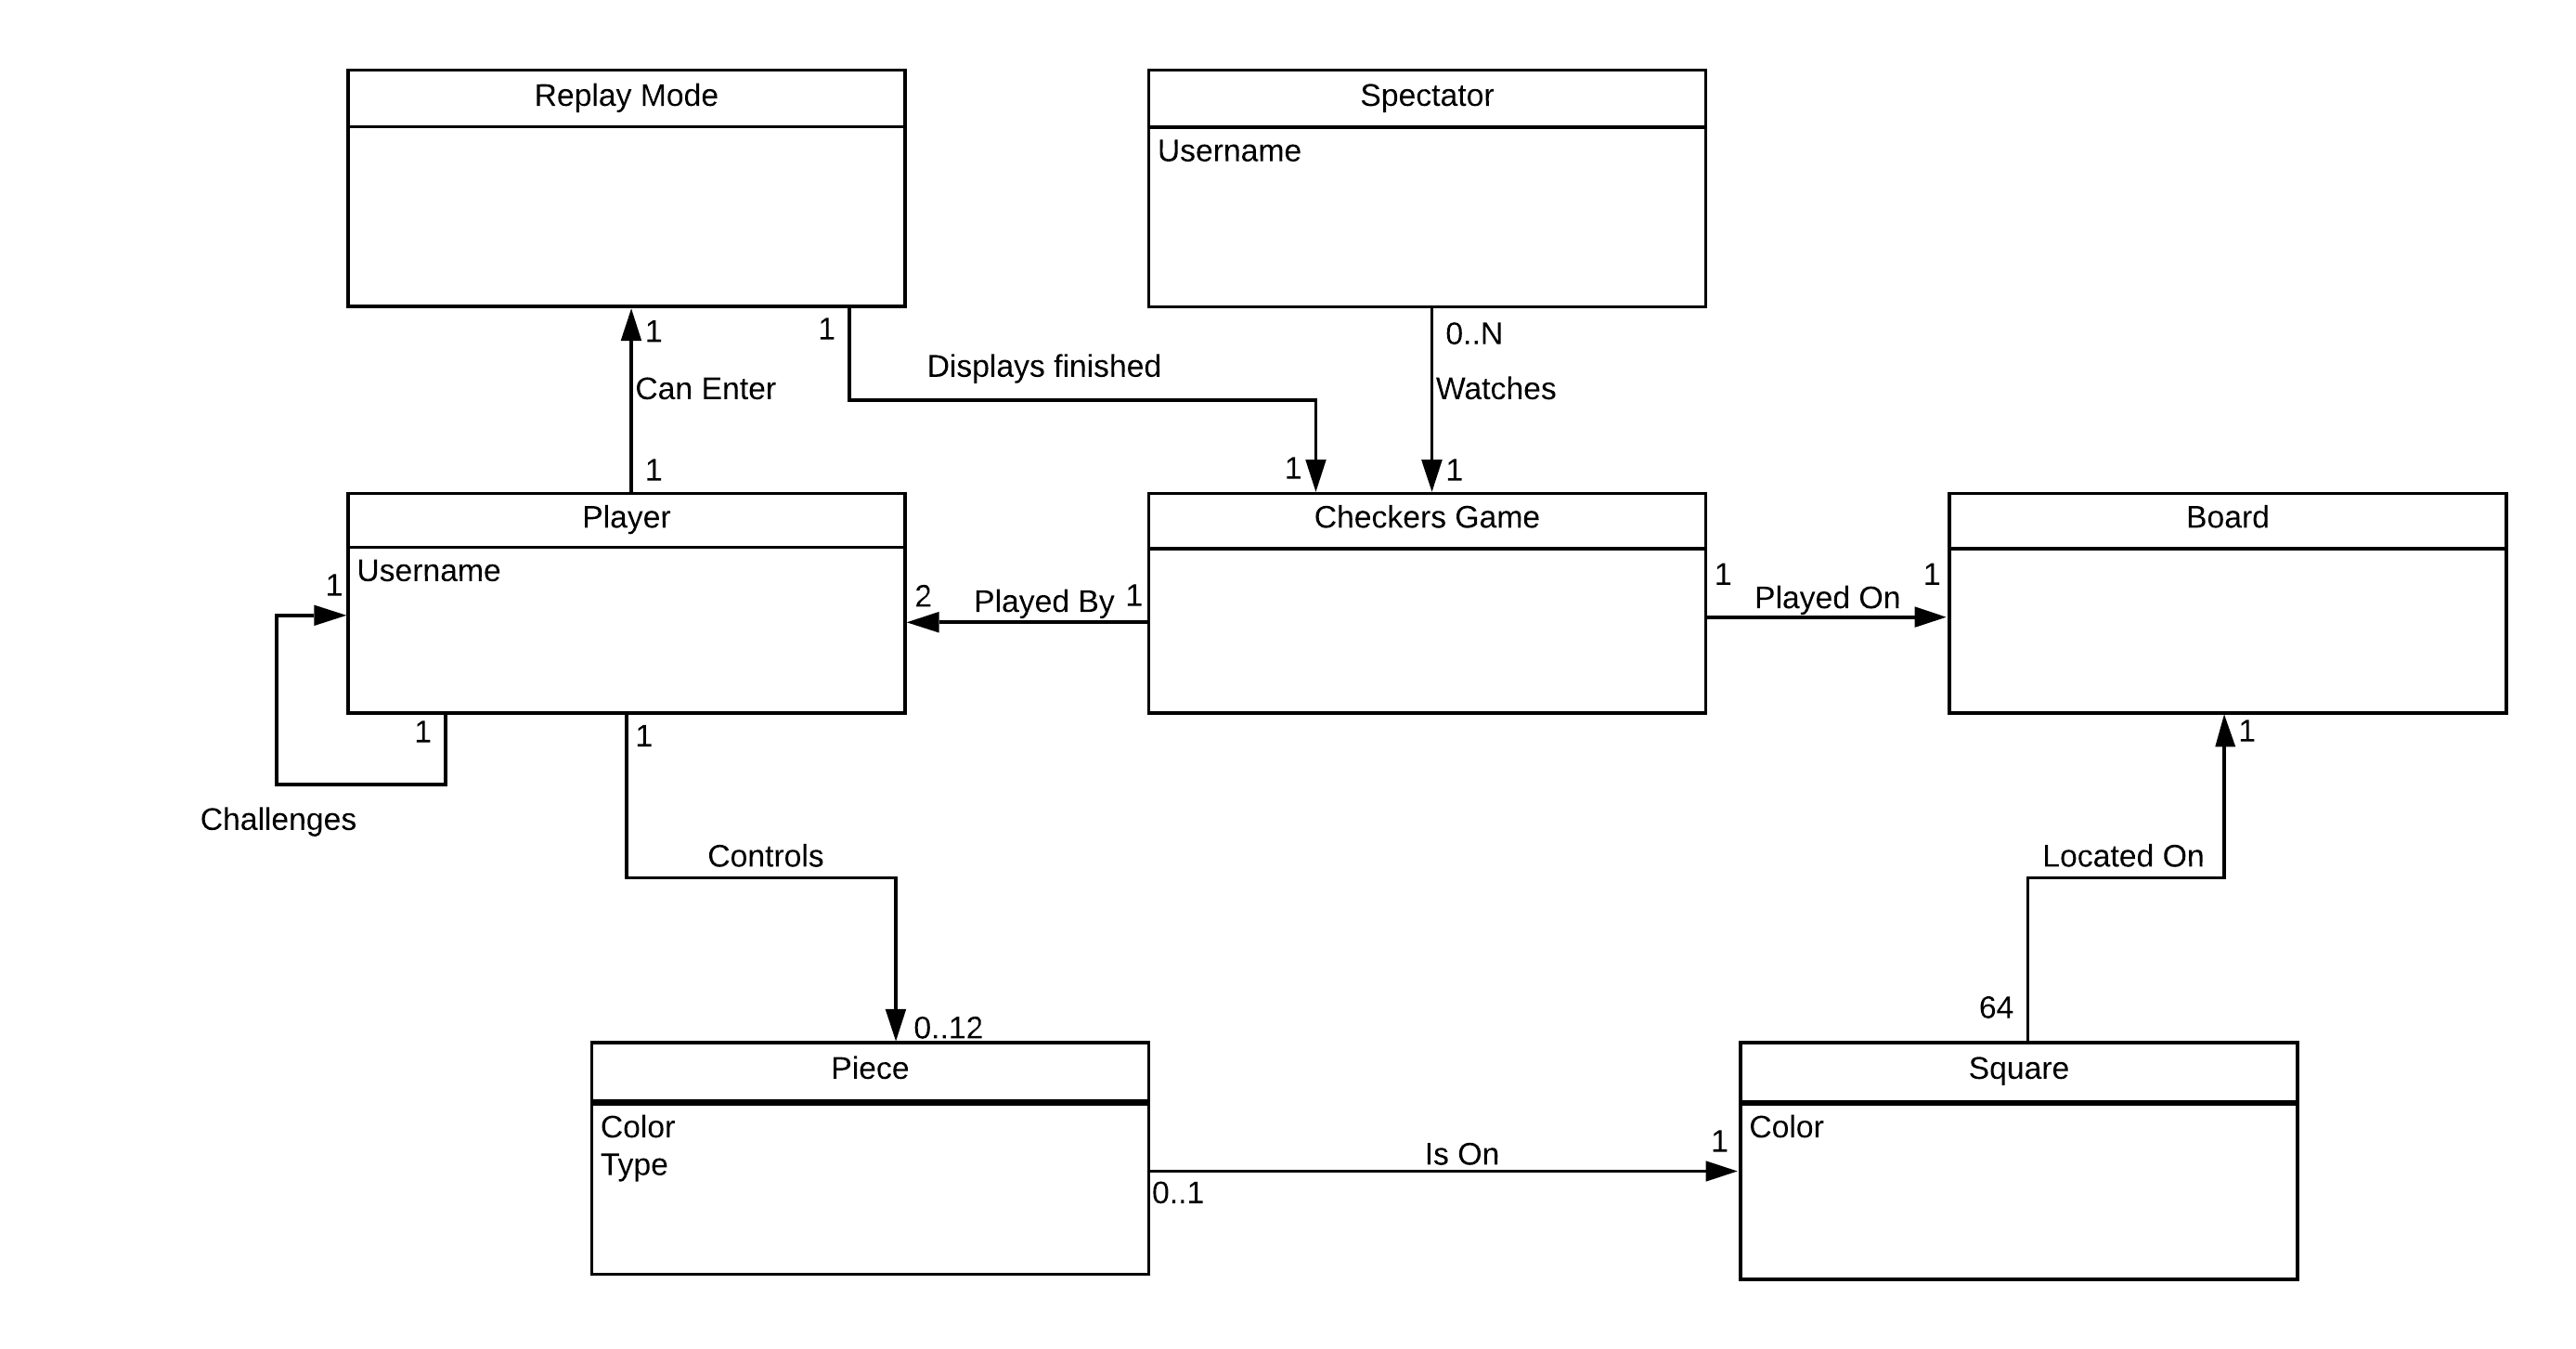 Replay Mode
Spectator
Username
1
1
0..N
Displays finished
Can Enter
Watches
1
1
1
Player
Checkers Game
Board
Username
1
2
Played By
1
1
Played On
1
1
1
1
Challenges
Controls
Located On
64
0..12
Piece
Square
Color
Type
Color
1
Is On
0..1